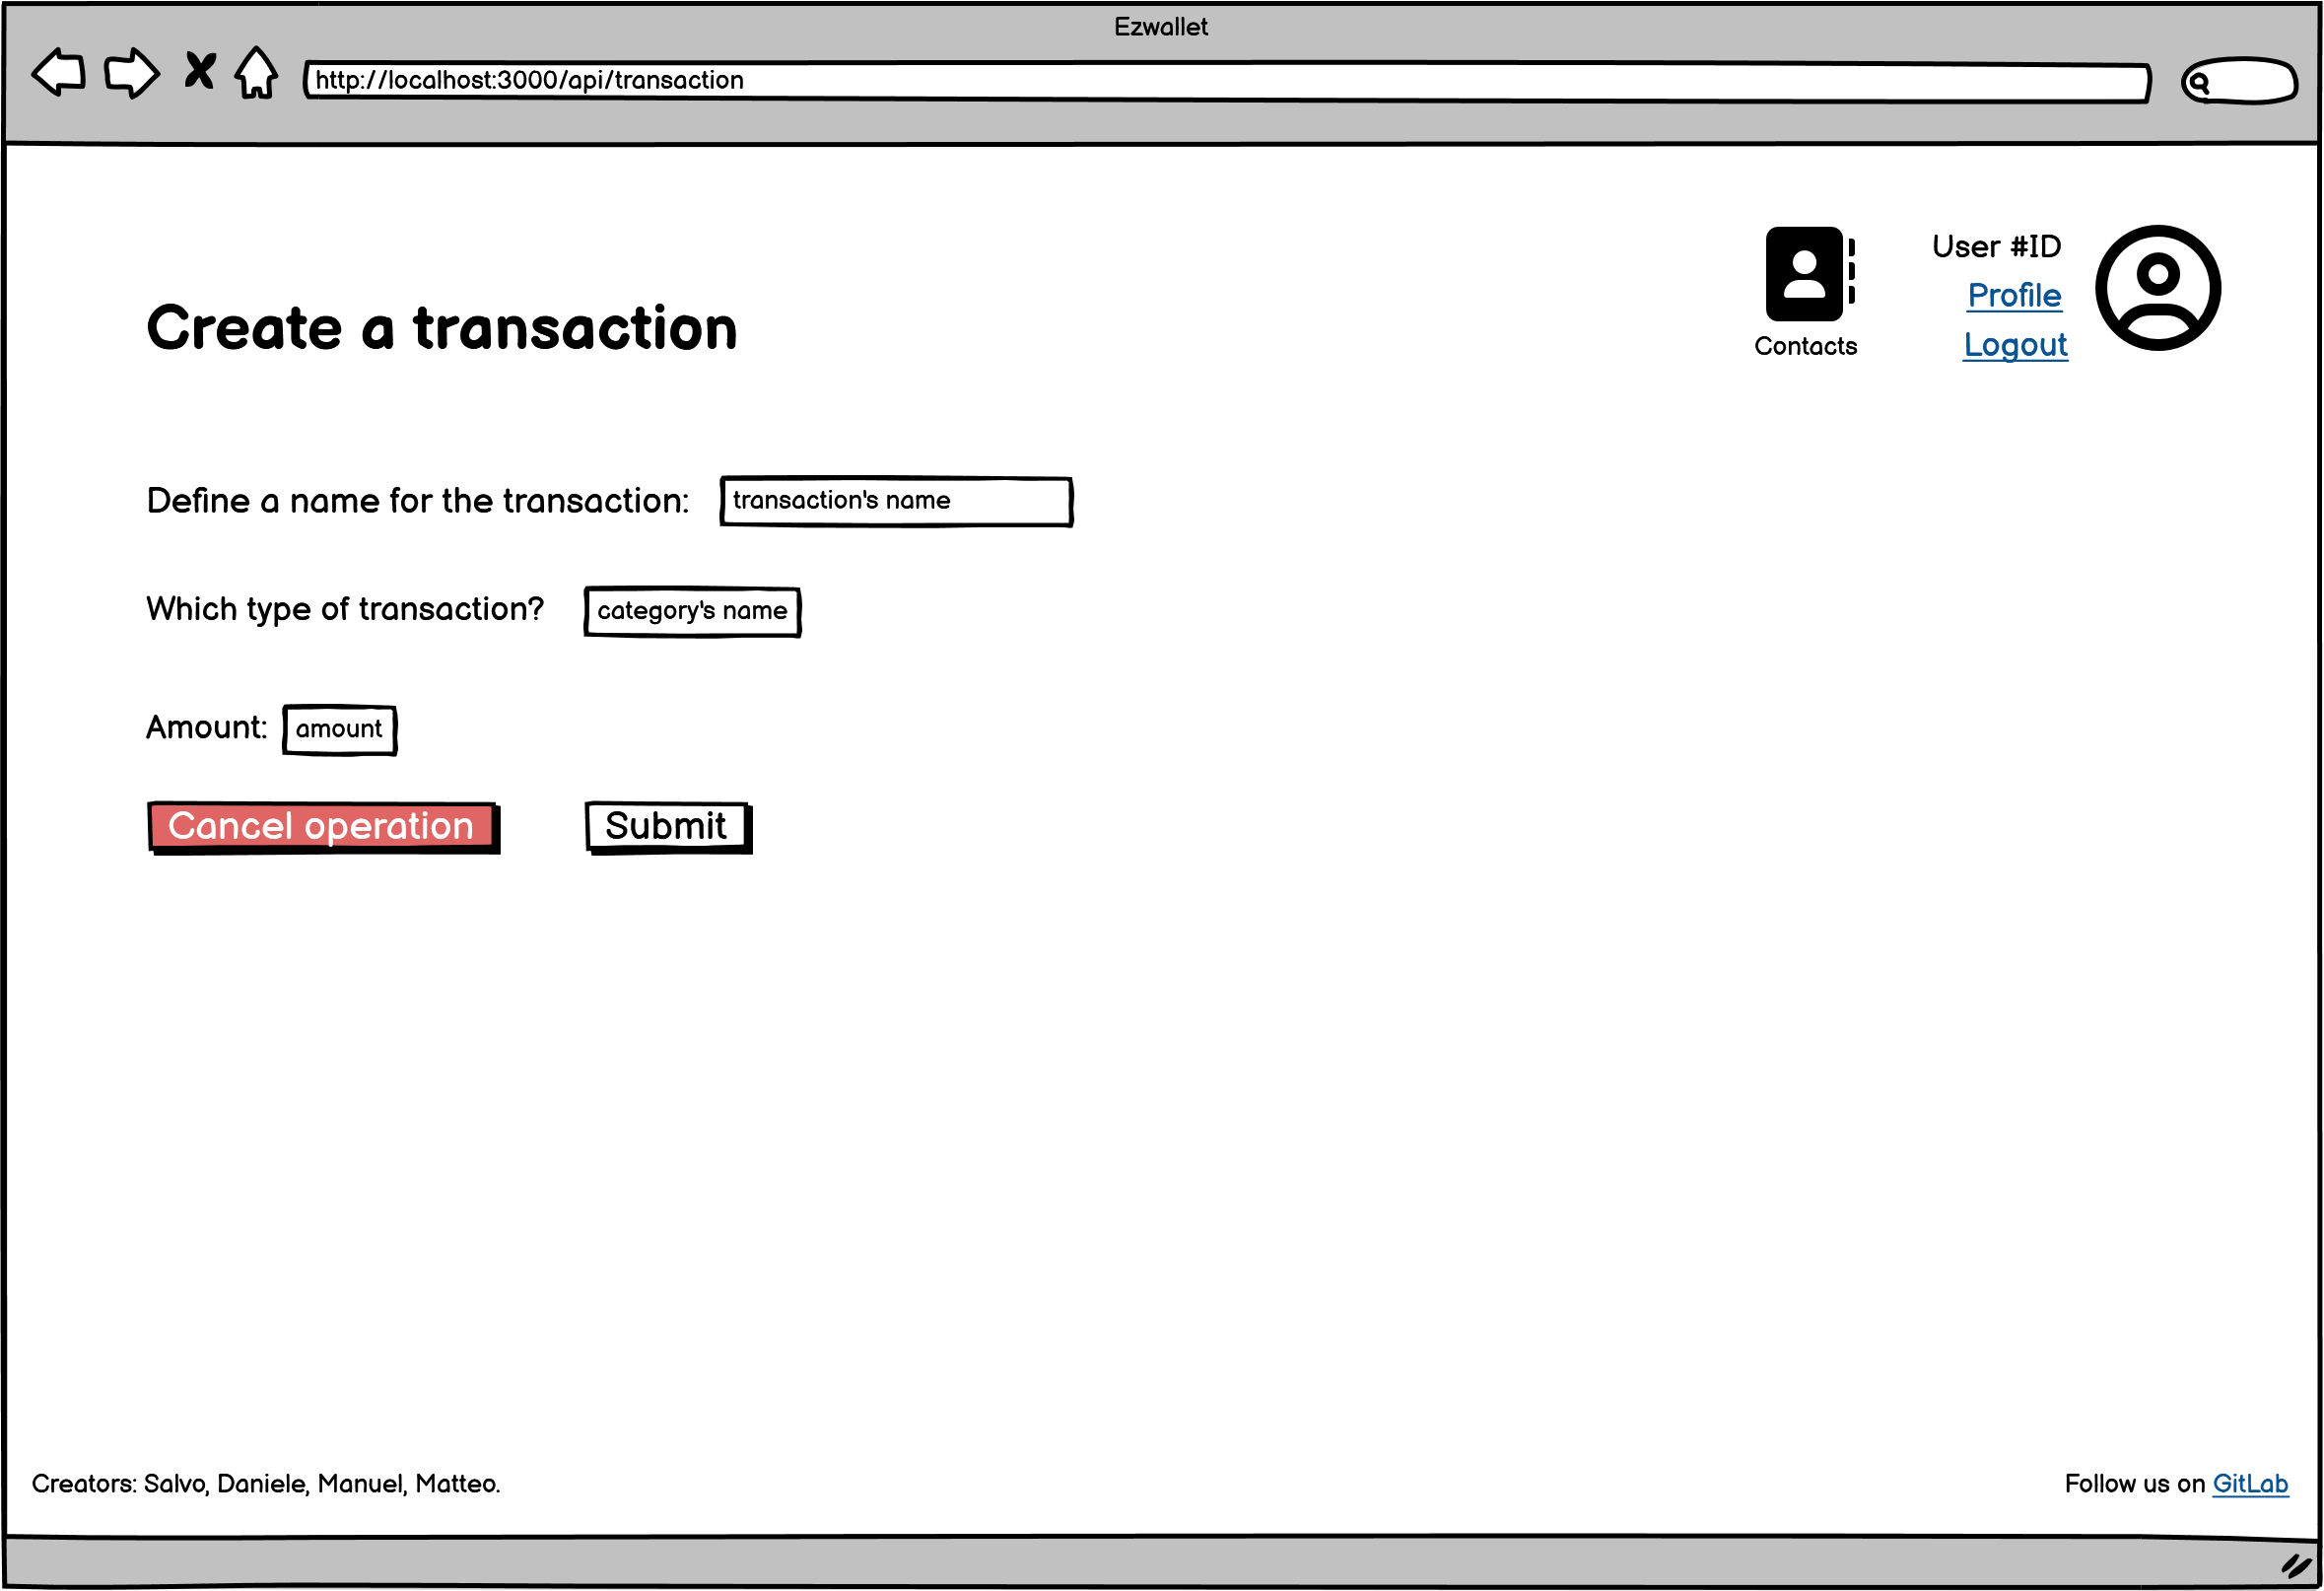 Ezwallet
http://localhost:3000/api/transaction
User #ID
Profile
Logout
Contacts
Create a transaction
Define a name for the transaction: transaction's name
Which type of transaction? category's name
Amount: amount
Cancel operation Submit
Creators: Salvo, Daniele, Manuel, Matteo. Follow us on GitLab